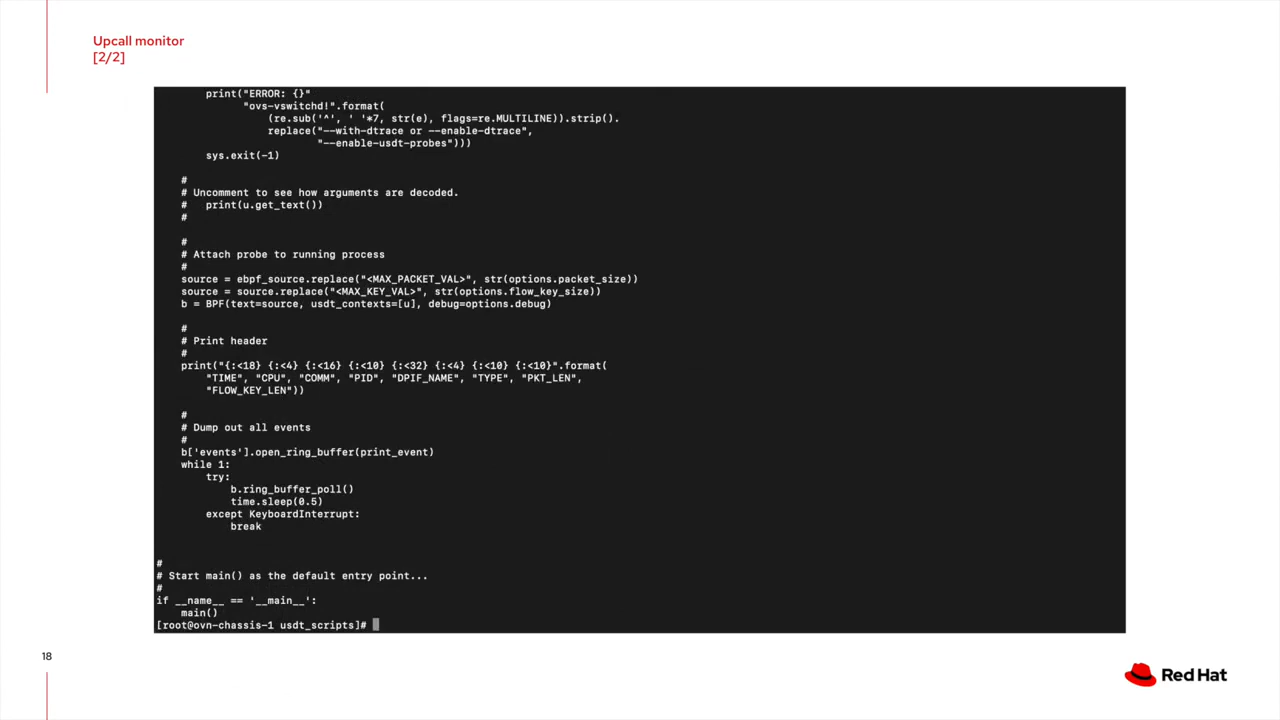 Upcall monitor
[2/2]
print("ERROR: {}"
"ovs-vswitchd!".format(
(re.sub('^', ' '*7, str(e), flags=re.MULTILINE)).strip().
replace("--with-dtrace or --enable-dtrace",
"--enable-usdt-probes")))
sys.exit(-1)
#
# Uncomment to see how arguments are decoded.
#   print(u.get_text())
#
#
# Attach probe to running process
#
source = ebpf_source.replace("<MAX_PACKET_VAL>", str(options.packet_size))
source = source.replace("<MAX_KEY_VAL>", str(options.flow_key_size))
b = BPF(text=source, usdt_contexts=[u], debug=options.debug)
#
# Print header
#
print("{:<18} {:<4} {:<16} {:<10} {:<32} {:<4} {:<10} {:<10}".format(
"TIME", "CPU", "COMM", "PID", "DPIF_NAME", "TYPE", "PKT_LEN",
"FLOW_KEY_LEN"))
#
# Dump out all events
#
b['events'].open_ring_buffer(print_event)
while 1:
try:
b.ring_buffer_poll()
time.sleep(0.5)
except KeyboardInterrupt:
break
#
# Start main() as the default entry point...
#
if __name__ == '__main__':
main()
[root@ovn-chassis-1 usdt_scripts]#
18
Red Hat